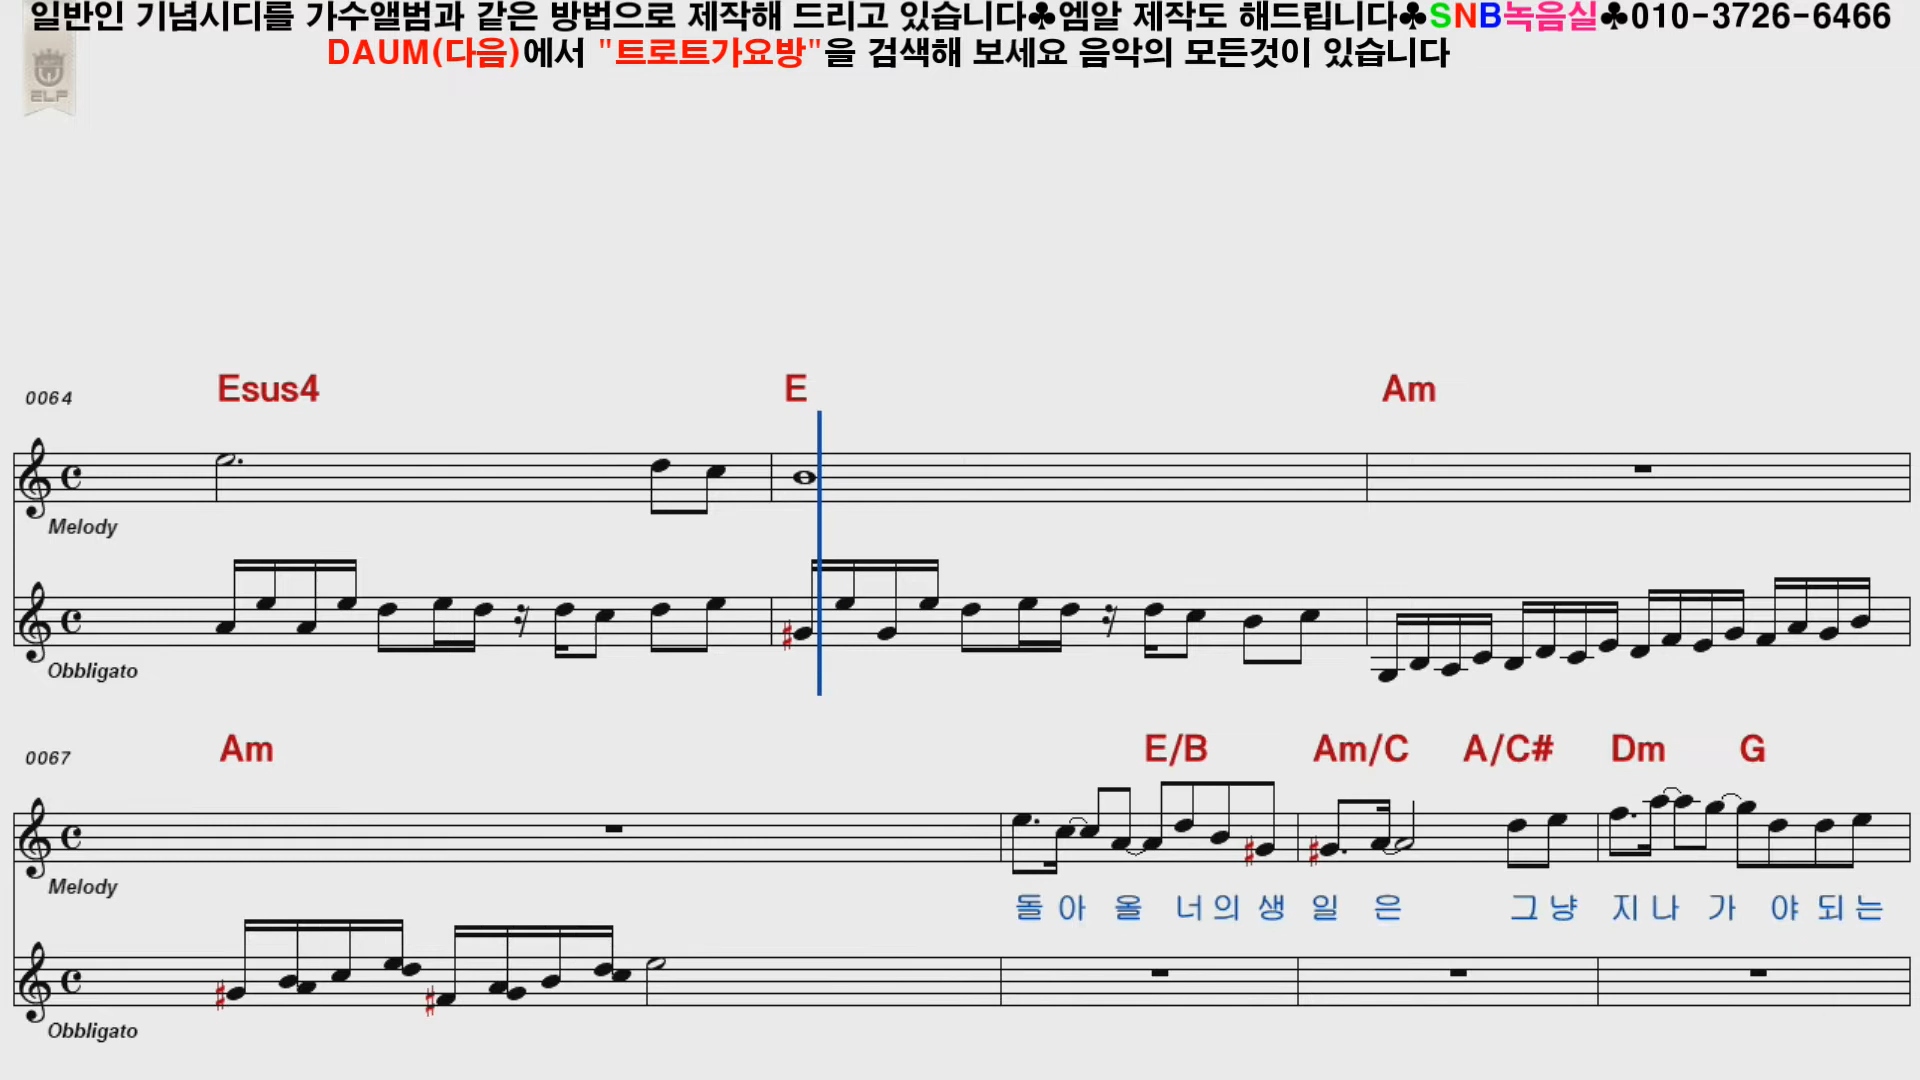 일반인 기념시디를 가수앨범과 같은 방법으로 제작해 드리고 있습니다♣엠알 제작도 해드립니다♣SNB녹음실♣010-3726-6466
DAUM(다음)에서 "트로트가요방"을 검색해 보세요 음악의 모든것이 있습니다
ELF
0064 Esus4 E Am
Melody
Obbligato
0067 Am E/B Am/C A/C# Dm G
Melody
돌 아 올 너 의 생 일 은 그 냥 지 나 가 야 되 는
Obbligato